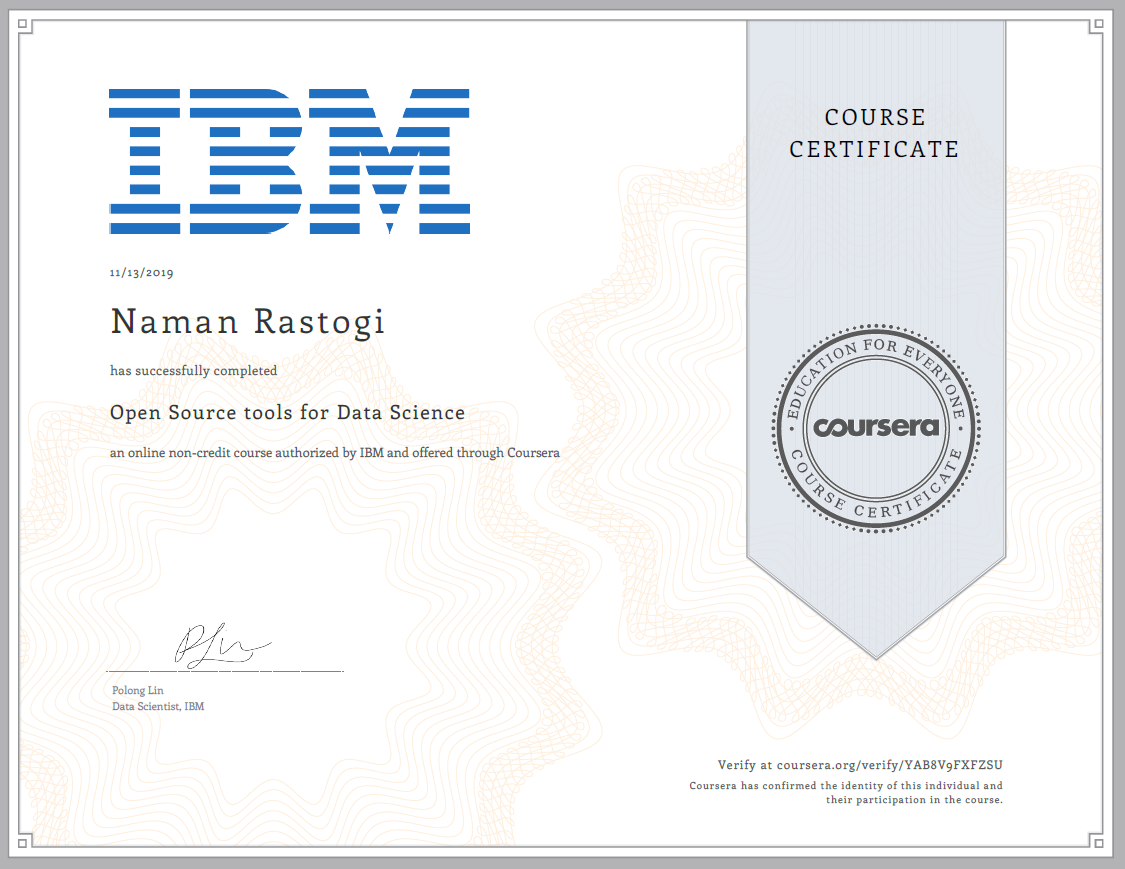 IBM
COURSE
CERTIFICATE
11/13/2019
Naman Rastogi
has successfully completed
Open Source tools for Data Science
an online non-credit course authorized by IBM and offered through Coursera
EDUCATION FOR EVERYONE
coursera
COURSE CERTIFICATE
P Lin
Polong Lin
Data Scientist, IBM
Verify at coursera.org/verify/YAB8V9FXFZSU
Coursera has confirmed the identity of this individual and
their participation in the course.